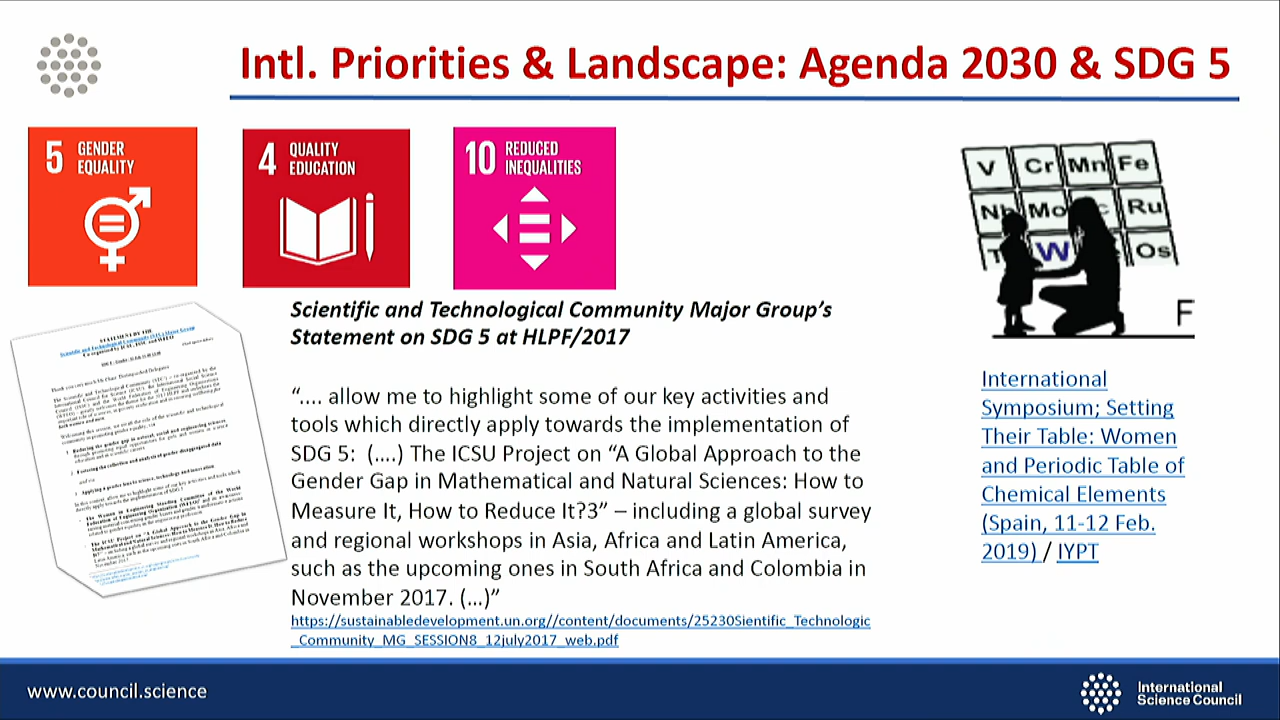 Intl. Priorities & Landscape: Agenda 2030 & SDG 5
5 GENDER
EQUALITY
4 QUALITY
EDUCATION
10 REDUCED
INEQUALITIES
V Cr Mn Fe
Nb Mo Ru
T W Os
F
STATEMENT BY THE
Scientific and Technological Community Major Group's
Statement on SDG 5 at HLPF/2017
“.... allow me to highlight some of our key activities and
tools which directly apply towards the implementation of
SDG 5: (....) The ICSU Project on “A Global Approach to the
Gender Gap in Mathematical and Natural Sciences: How to
Measure It, How to Reduce It?3” – including a global survey
and regional workshops in Asia, Africa and Latin America,
such as the upcoming ones in South Africa and Colombia in
November 2017. (...)”
https://sustainabledevelopment.un.org//content/documents/25230Sientific_Technologic
_Community_MG_SESSION8_12july2017_web.pdf
International
Symposium; Setting
Their Table: Women
and Periodic Table of
Chemical Elements
(Spain, 11-12 Feb.
2019) / IYPT
www.council.science
International
Science Council